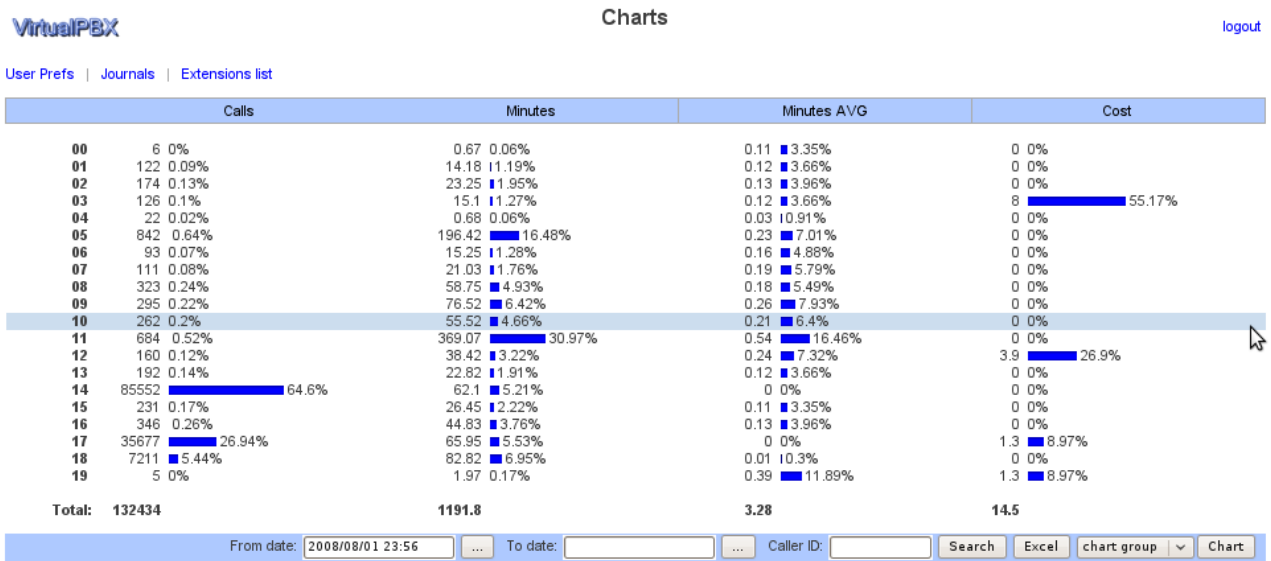 VirtualPBX
Charts
logout
User Prefs | Journals | Extensions list
Calls Minutes Minutes AVG Cost
00 6 0% 0.67 0.06% 0.11 3.35% 0 0%
01 122 0.09% 14.18 1.19% 0.12 3.66% 0 0%
02 174 0.13% 23.25 1.95% 0.13 3.96% 0 0%
03 126 0.1% 15.1 1.27% 0.12 3.66% 8 55.17%
04 22 0.02% 0.68 0.06% 0.03 0.91% 0 0%
05 842 0.64% 196.42 16.48% 0.23 7.01% 0 0%
06 93 0.07% 15.25 1.28% 0.16 4.88% 0 0%
07 111 0.08% 21.03 1.76% 0.19 5.79% 0 0%
08 323 0.24% 58.75 4.93% 0.18 5.49% 0 0%
09 295 0.22% 76.52 6.42% 0.26 7.93% 0 0%
10 262 0.2% 55.52 4.66% 0.21 6.4% 0 0%
11 684 0.52% 369.07 30.97% 0.54 16.46% 0 0%
12 160 0.12% 38.42 3.22% 0.24 7.32% 3.9 26.9%
13 192 0.14% 22.82 1.91% 0.12 3.66% 0 0%
14 85552 64.6% 62.1 5.21% 0 0% 0 0%
15 231 0.17% 26.45 2.22% 0.11 3.35% 0 0%
16 346 0.26% 44.83 3.76% 0.13 3.96% 0 0%
17 35677 26.94% 65.95 5.53% 0 0% 1.3 8.97%
18 7211 5.44% 82.82 6.95% 0.01 0.3% 0 0%
19 5 0% 1.97 0.17% 0.39 11.89% 1.3 8.97%
Total: 132434 1191.8 3.28 14.5
From date: 2008/08/01 23:56 ... To date: ... Caller ID: Search Excel chart group Chart